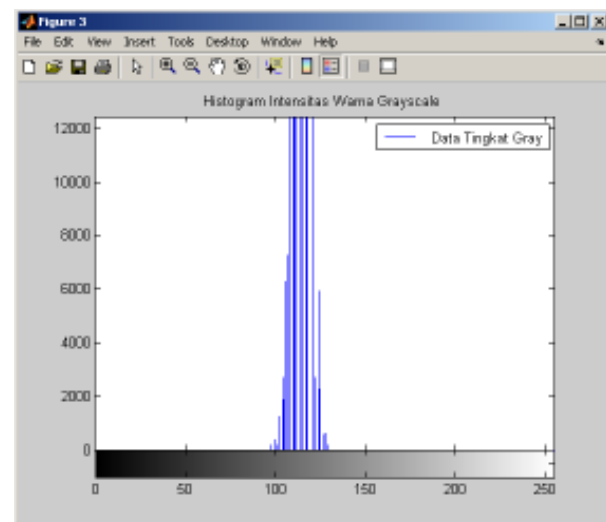 Figure 3
File Edit View Insert Tools Desktop Window Help
Histogram Intensitas Warna Grayscale
Data Tingkat Gray
12000
10000
8000
6000
4000
2000
0
0 50 100 150 200 250